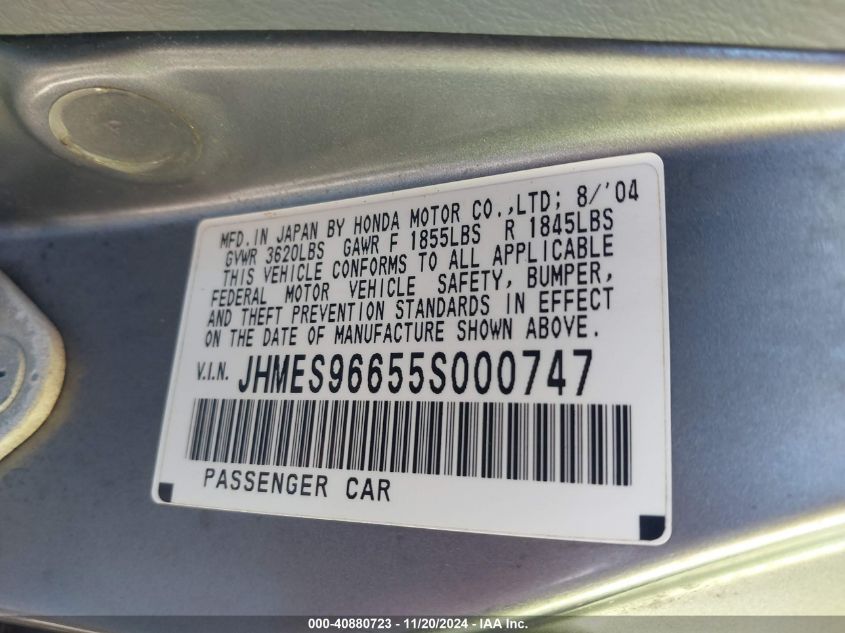 MFD.IN JAPAN BY HONDA MOTOR CO.,LTD; 8/'04
GVWR 3620LBS GAWR F 1855LBS R 1845LBS
THIS VEHICLE CONFORMS TO ALL APPLICABLE
FEDERAL MOTOR VEHICLE SAFETY, BUMPER,
AND THEFT PREVENTION STANDARDS IN EFFECT
ON THE DATE OF MANUFACTURE SHOWN ABOVE.
V.I.N. JHMES96655S000747
PASSENGER CAR
000-40880723 - 11/20/2024 - IAA Inc.